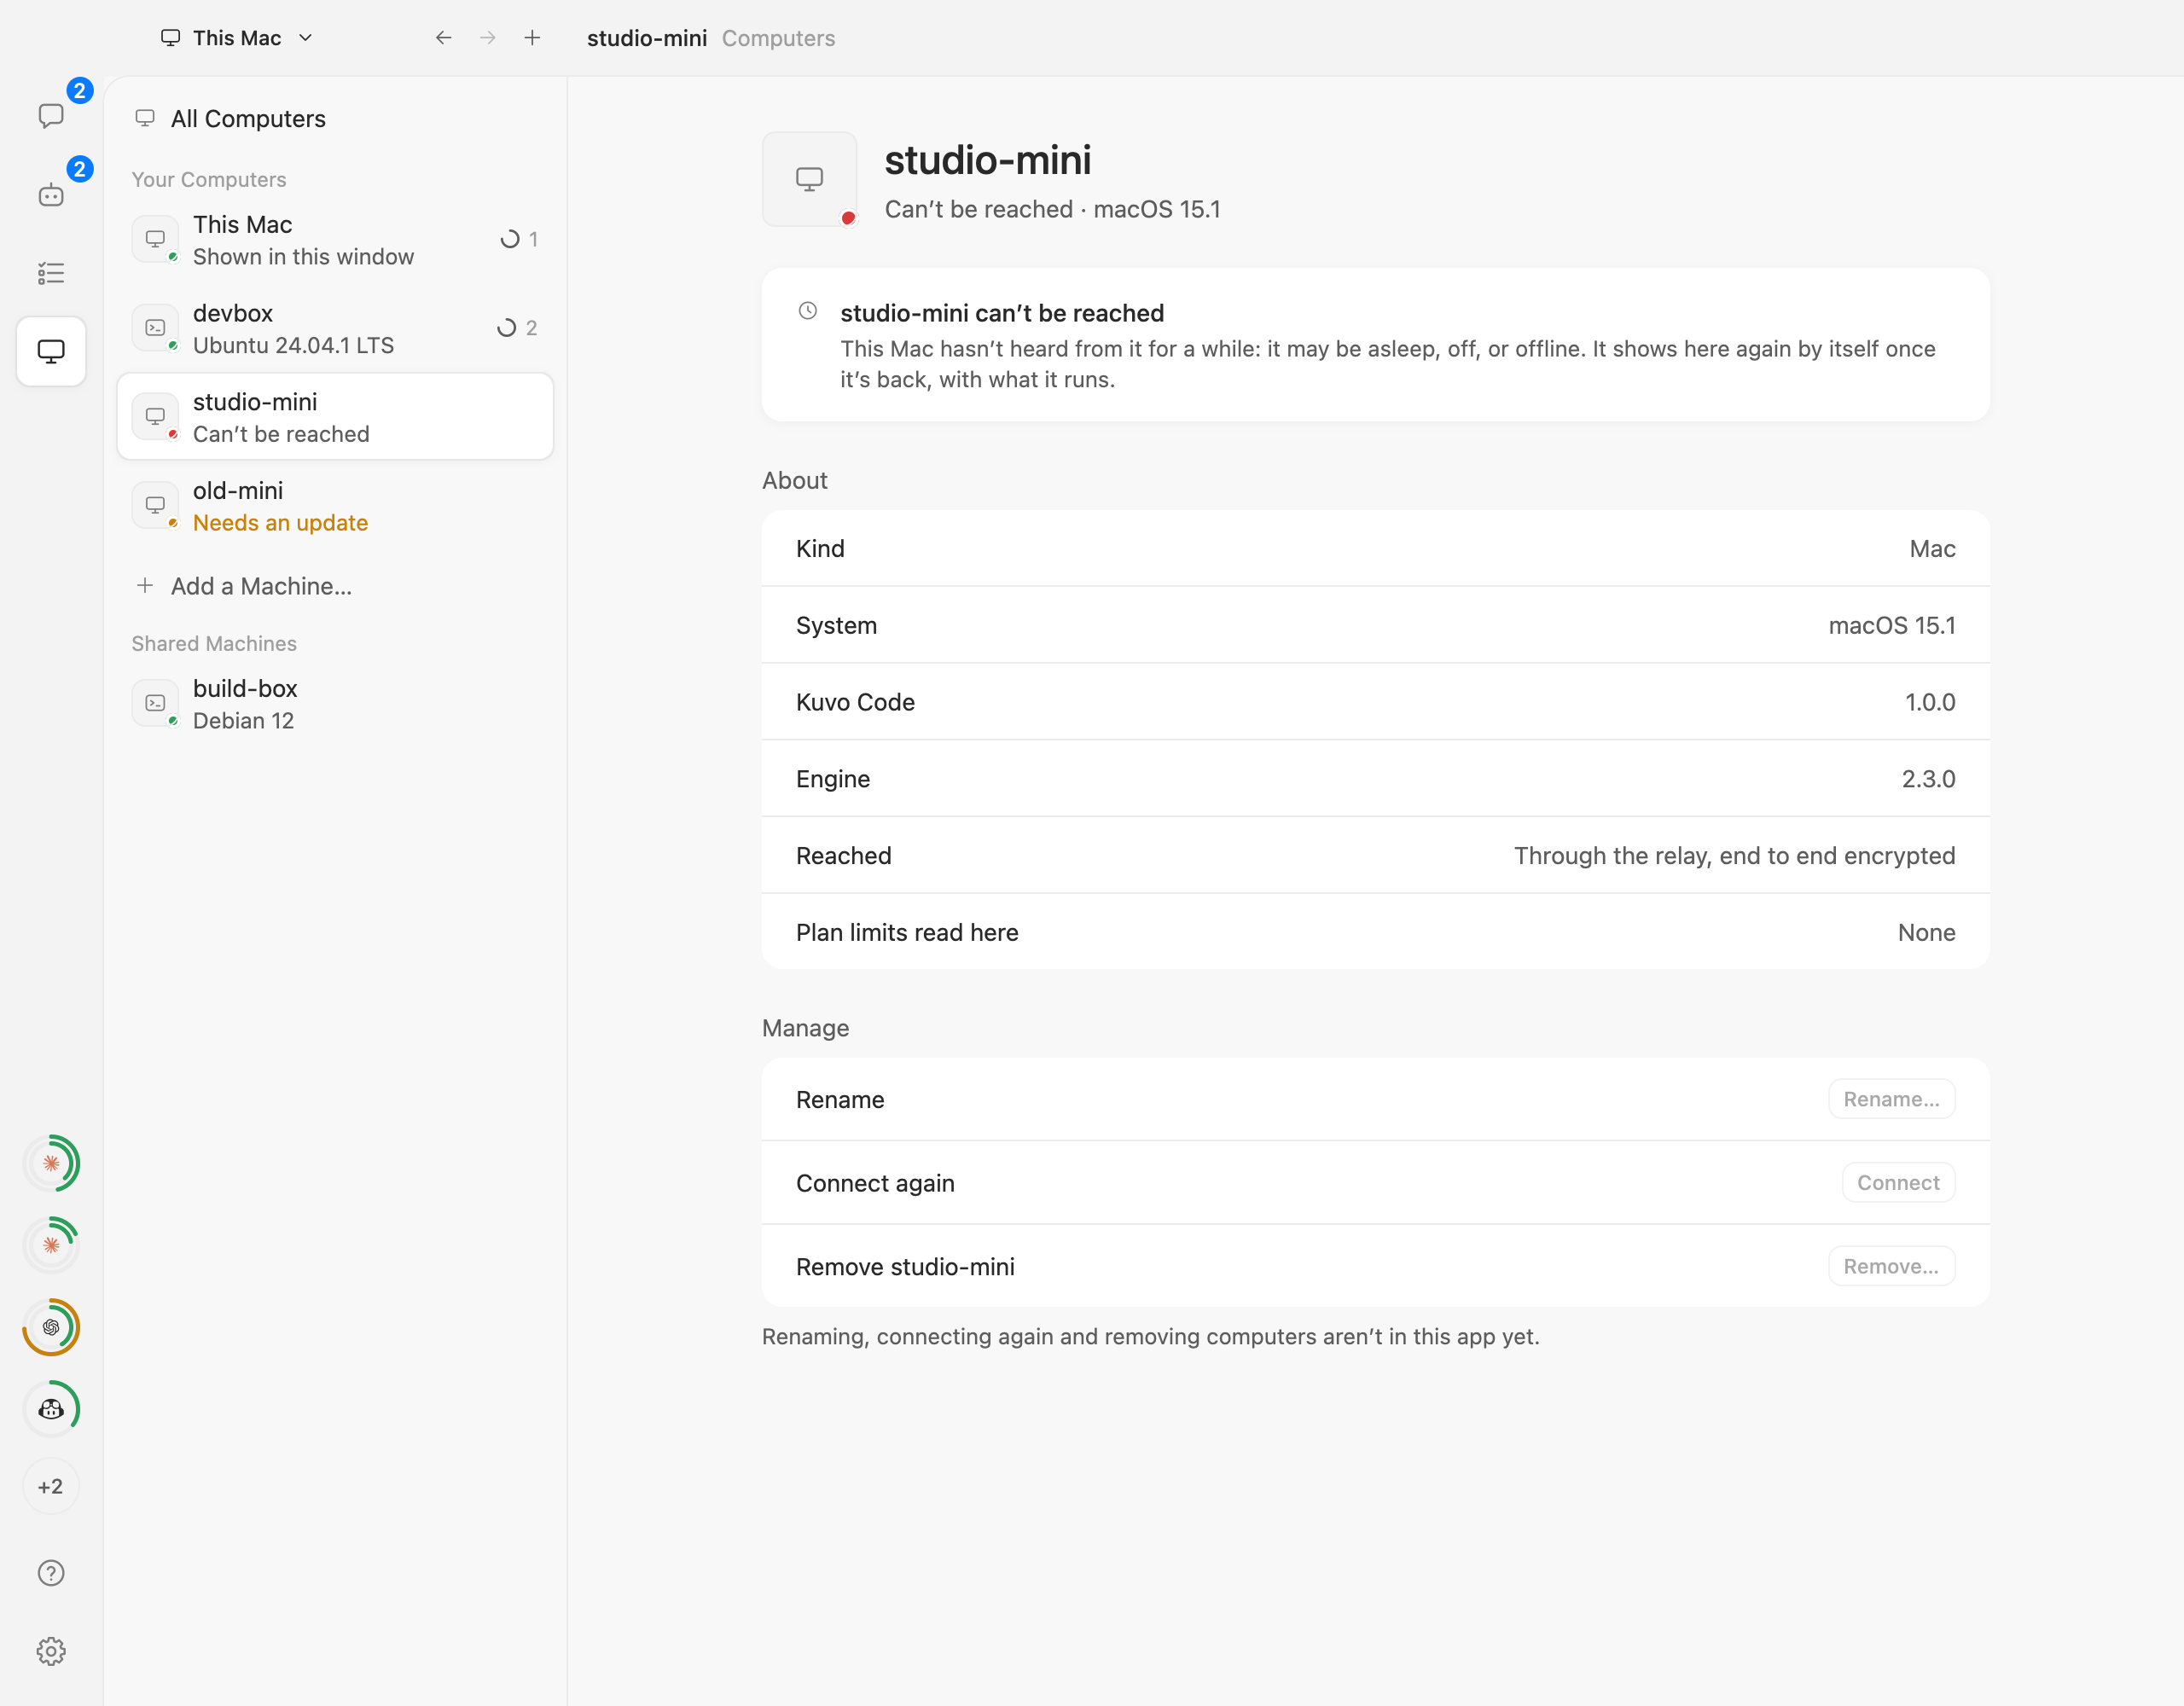 This Mac
studio-mini Computers
2
2
All Computers
Your Computers
This Mac
Shown in this window
1
devbox
Ubuntu 24.04.1 LTS
2
studio-mini
Can’t be reached
old-mini
Needs an update
Add a Machine...
Shared Machines
build-box
Debian 12
+2
studio-mini
Can’t be reached · macOS 15.1
studio-mini can’t be reached
This Mac hasn’t heard from it for a while: it may be asleep, off, or offline. It shows here again by itself once
it’s back, with what it runs.
About
Kind Mac
System macOS 15.1
Kuvo Code 1.0.0
Engine 2.3.0
Reached Through the relay, end to end encrypted
Plan limits read here None
Manage
Rename Rename...
Connect again Connect
Remove studio-mini Remove...
Renaming, connecting again and removing computers aren’t in this app yet.